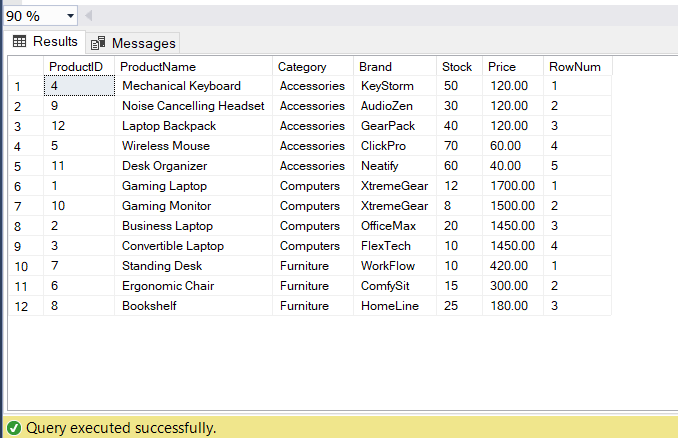 90 %
Results Messages
ProductID ProductName Category Brand Stock Price RowNum
1 4 Mechanical Keyboard Accessories KeyStorm 50 120.00 1
2 9 Noise Cancelling Headset Accessories AudioZen 30 120.00 2
3 12 Laptop Backpack Accessories GearPack 40 120.00 3
4 5 Wireless Mouse Accessories ClickPro 70 60.00 4
5 11 Desk Organizer Accessories Neatify 60 40.00 5
6 1 Gaming Laptop Computers XtremeGear 12 1700.00 1
7 10 Gaming Monitor Computers XtremeGear 8 1500.00 2
8 2 Business Laptop Computers OfficeMax 20 1450.00 3
9 3 Convertible Laptop Computers FlexTech 10 1450.00 4
10 7 Standing Desk Furniture WorkFlow 10 420.00 1
11 6 Ergonomic Chair Furniture ComfySit 15 300.00 2
12 8 Bookshelf Furniture HomeLine 25 180.00 3
Query executed successfully.